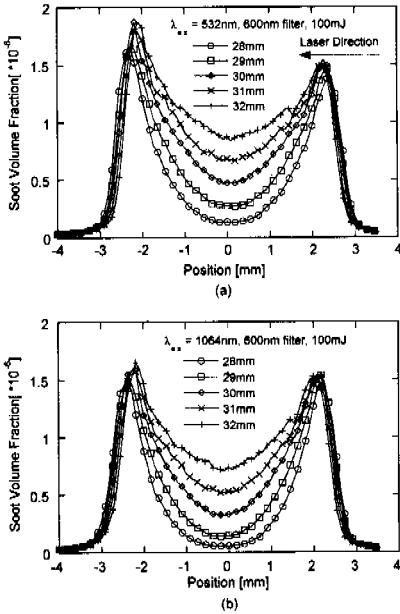 2
λex = 532nm, 600nm filter, 100mJ
Laser Direction
28mm
29mm
30mm
31mm
32mm
1.5
1
0.5
0
Soot Volume Fraction[ *10-6]
-4 -3 -2 -1 0 1 2 3 4
Position [mm]
(a)
2
λex = 1064nm, 600nm filter, 100mJ
28mm
29mm
30mm
31mm
32mm
1.5
1
0.5
0
Soot Volume Fraction[ *10-6]
-4 -3 -2 -1 0 1 2 3 4
Position [mm]
(b)